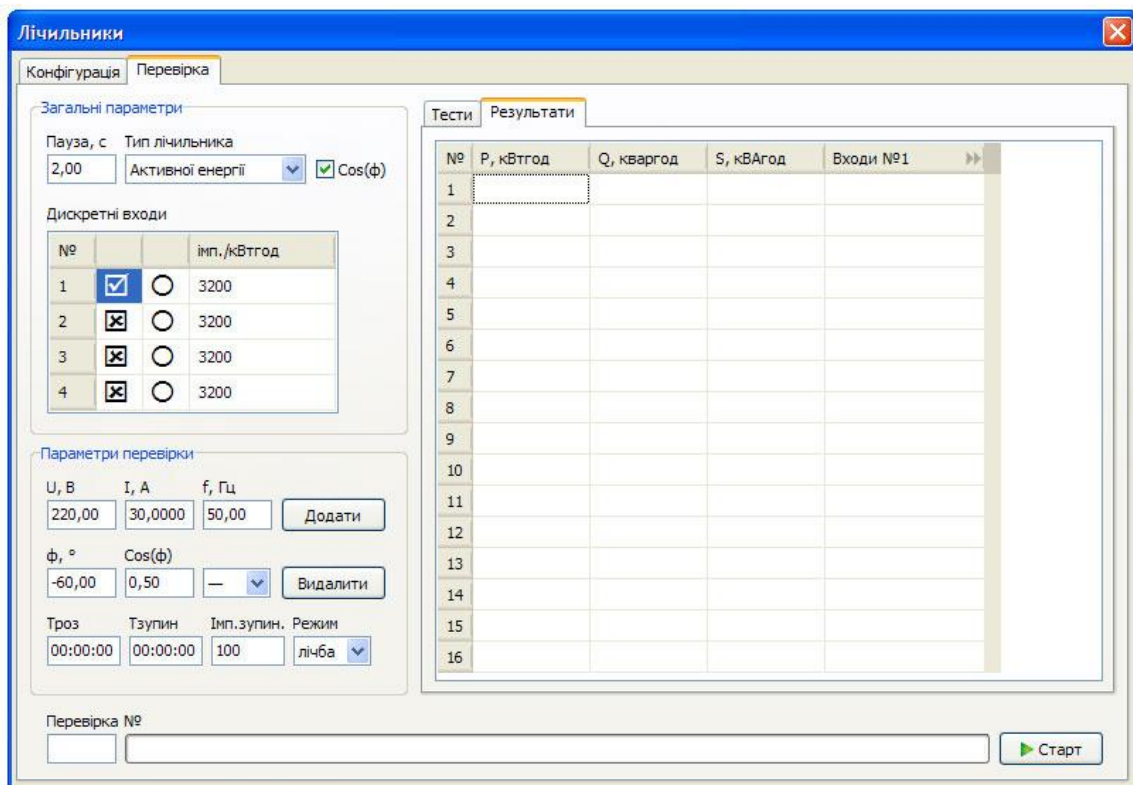 Лічильники
Конфігурація Перевірка
Загальні параметри
Пауза, с Тип лічильника
2,00 Активної енергії Cos(ф)
Дискретні входи
№ імп./кВтгод
1 3200
2 3200
3 3200
4 3200
Параметри перевірки
U, В I, А f, Гц
220,00 30,0000 50,00 Додати
ф, ° Cos(ф)
-60,00 0,50 — Видалити
Троз Тзупин Імп.зупин. Режим
00:00:00 00:00:00 100 лічба
Тести Результати
№ P, кВтгод Q, кваргод S, кВАгод Входи №1
1
2
3
4
5
6
7
8
9
10
11
12
13
14
15
16
Перевірка №
Старт